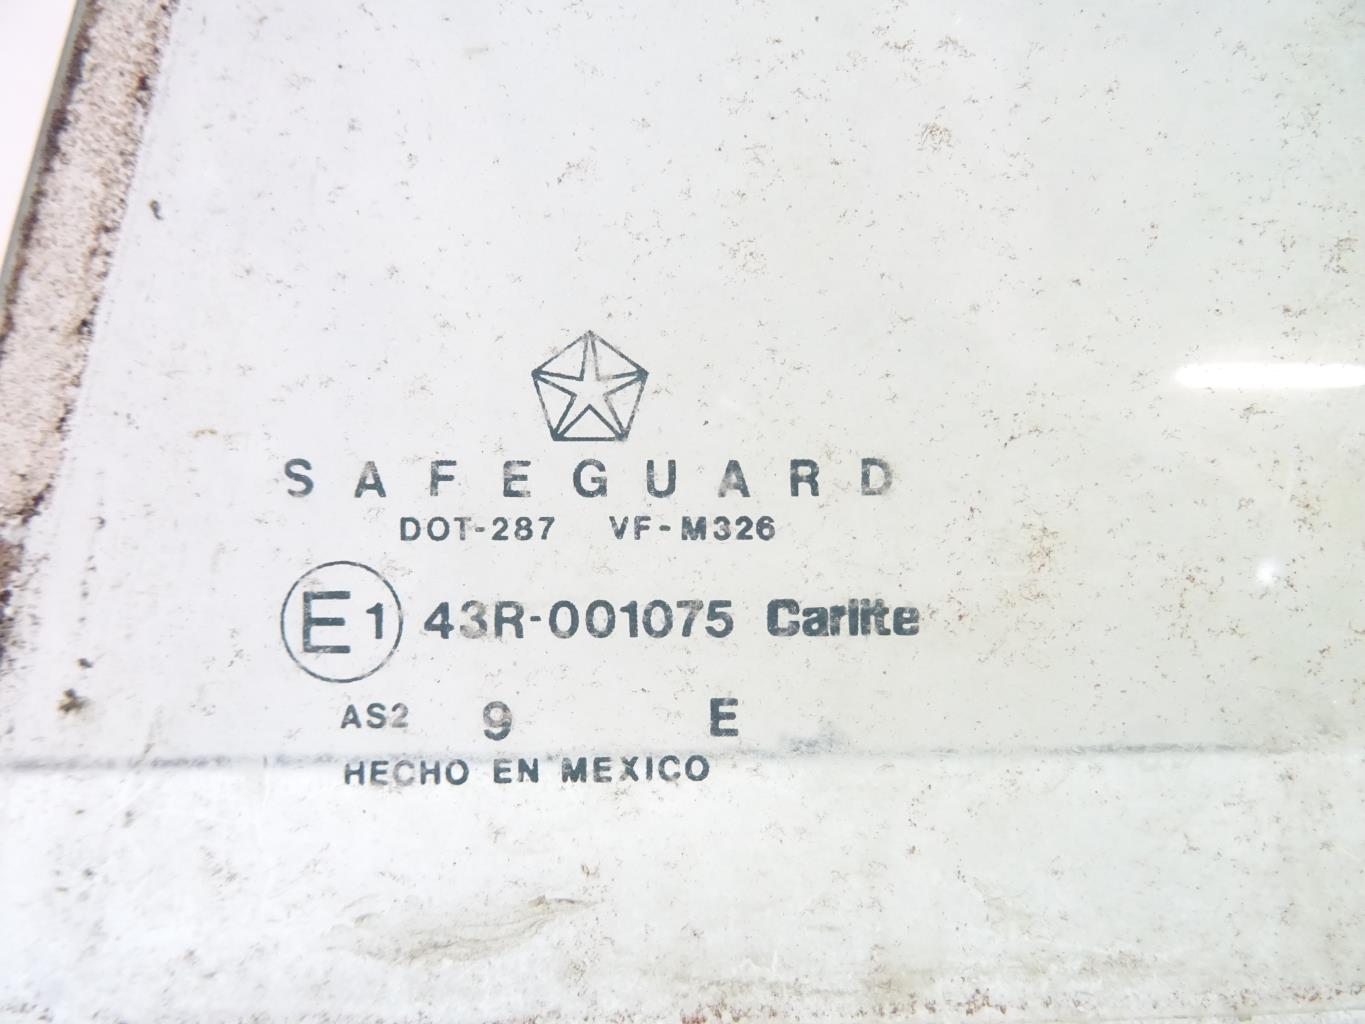 SAFEGUARD
DOT-287 VF-M326
E1 43R-001075 Carlite
AS2 9 E
HECHO EN MEXICO